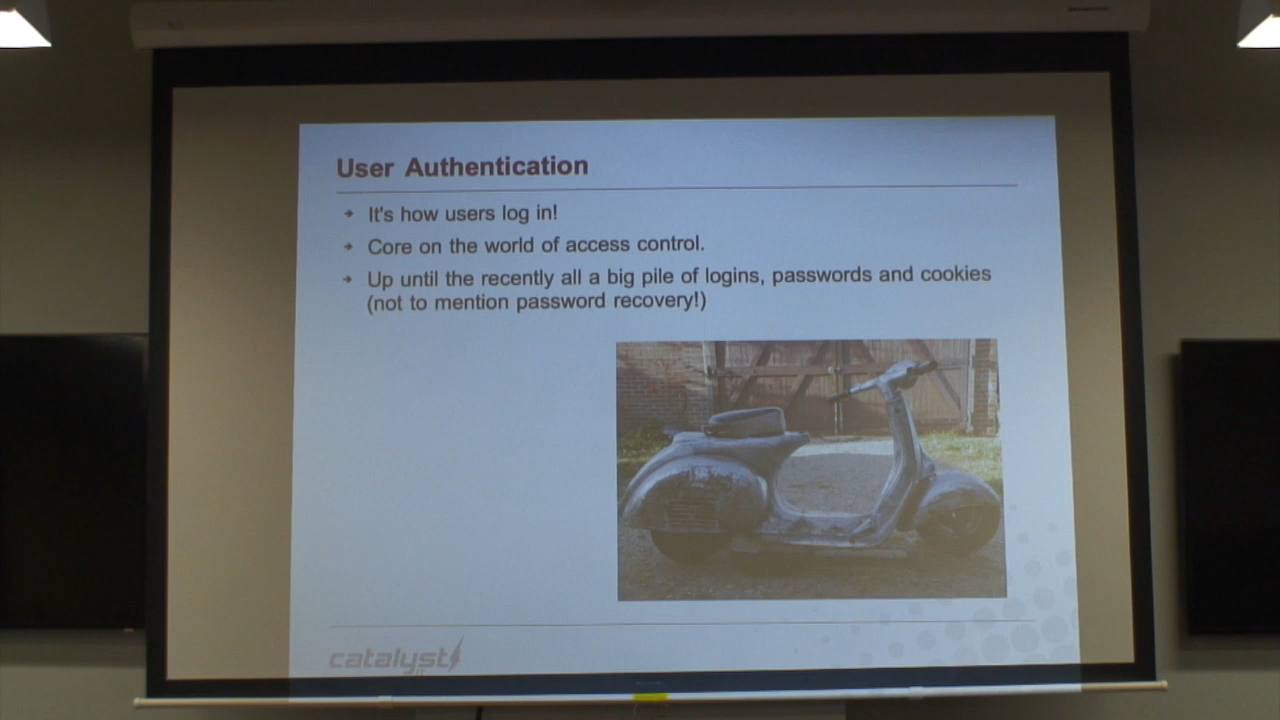 User Authentication
It's how users log in!
Core on the world of access control.
Up until the recently all a big pile of logins, passwords and cookies
(not to mention password recovery!)
catalyst
IT